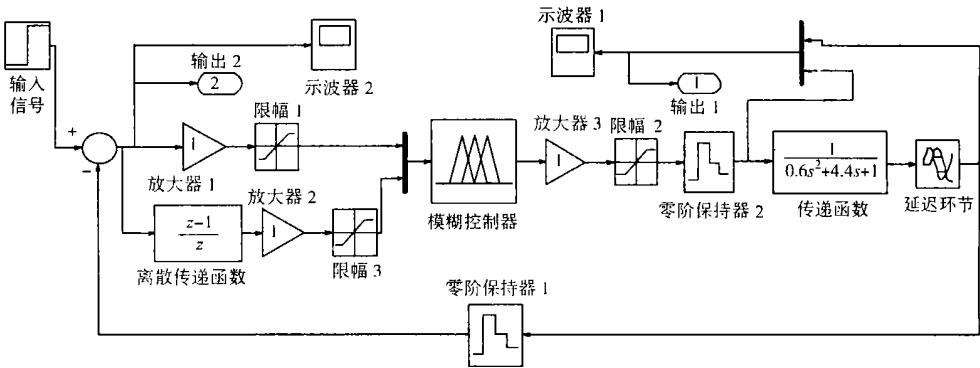 示波器 1
输入
信号
输出 2
2
示波器 2
1
输出 1
+
−
限幅 1
1
放大器 1
放大器 2
1
z−1
z
离散传递函数
限幅 3
模糊控制器
放大器 3
1
限幅 2
零阶保持器 2
1
0.6s²+4.4s+1
传递函数
延迟环节
零阶保持器 1